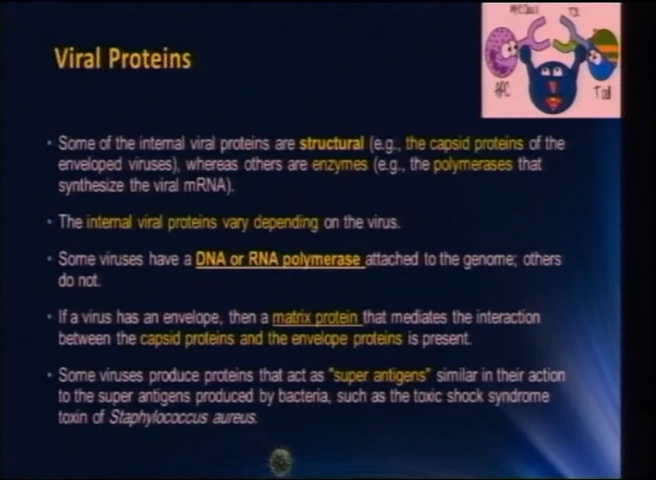 Viral Proteins
APC
T cell
• Some of the internal viral proteins are structural (e.g., the capsid proteins of the
enveloped viruses), whereas others are enzymes (e.g., the polymerases that
synthesize the viral mRNA).
• The internal viral proteins vary depending on the virus.
• Some viruses have a DNA or RNA polymerase attached to the genome; others
do not.
• If a virus has an envelope, then a matrix protein that mediates the interaction
between the capsid proteins and the envelope proteins is present.
• Some viruses produce proteins that act as "super antigens" similar in their action
to the super antigens produced by bacteria, such as the toxic shock syndrome
toxin of Staphylococcus aureus.